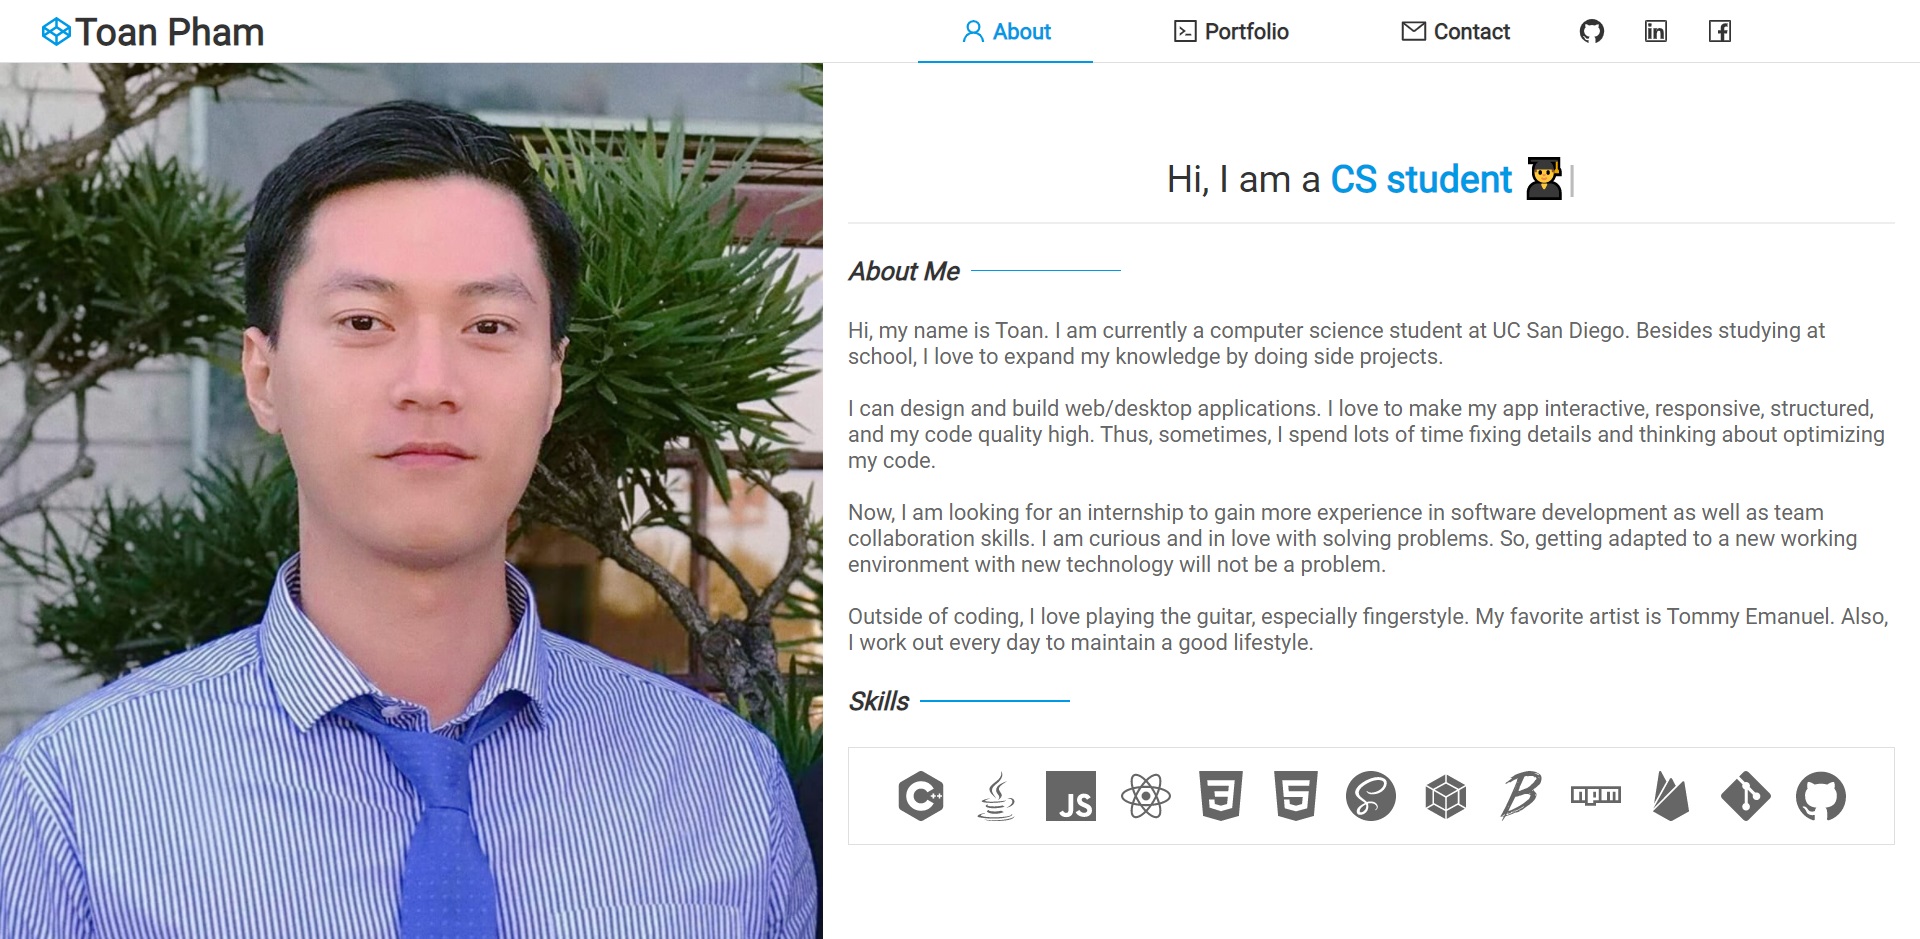 Toan Pham
About
Portfolio
Contact
Hi, I am a CS student 👨‍🎓|
About Me
Hi, my name is Toan. I am currently a computer science student at UC San Diego. Besides studying at
school, I love to expand my knowledge by doing side projects.
I can design and build web/desktop applications. I love to make my app interactive, responsive, structured,
and my code quality high. Thus, sometimes, I spend lots of time fixing details and thinking about optimizing
my code.
Now, I am looking for an internship to gain more experience in software development as well as team
collaboration skills. I am curious and in love with solving problems. So, getting adapted to a new working
environment with new technology will not be a problem.
Outside of coding, I love playing the guitar, especially fingerstyle. My favorite artist is Tommy Emanuel. Also,
I work out every day to maintain a good lifestyle.
Skills
C++ JS 3 5 B npm